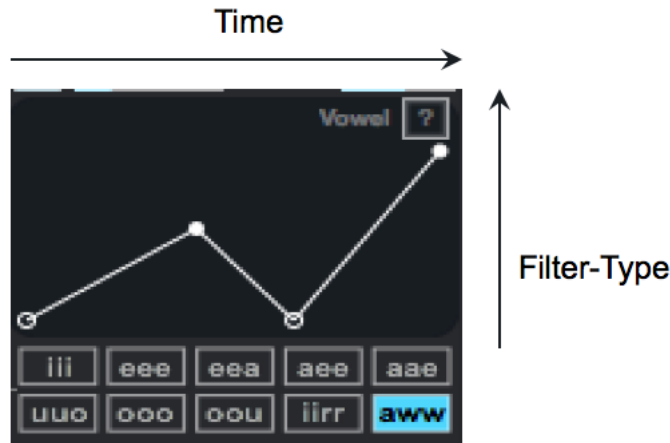 Time
Vowel ?
Filter-Type
iii eee eea aee aae
uuo ooo oou iirr aww